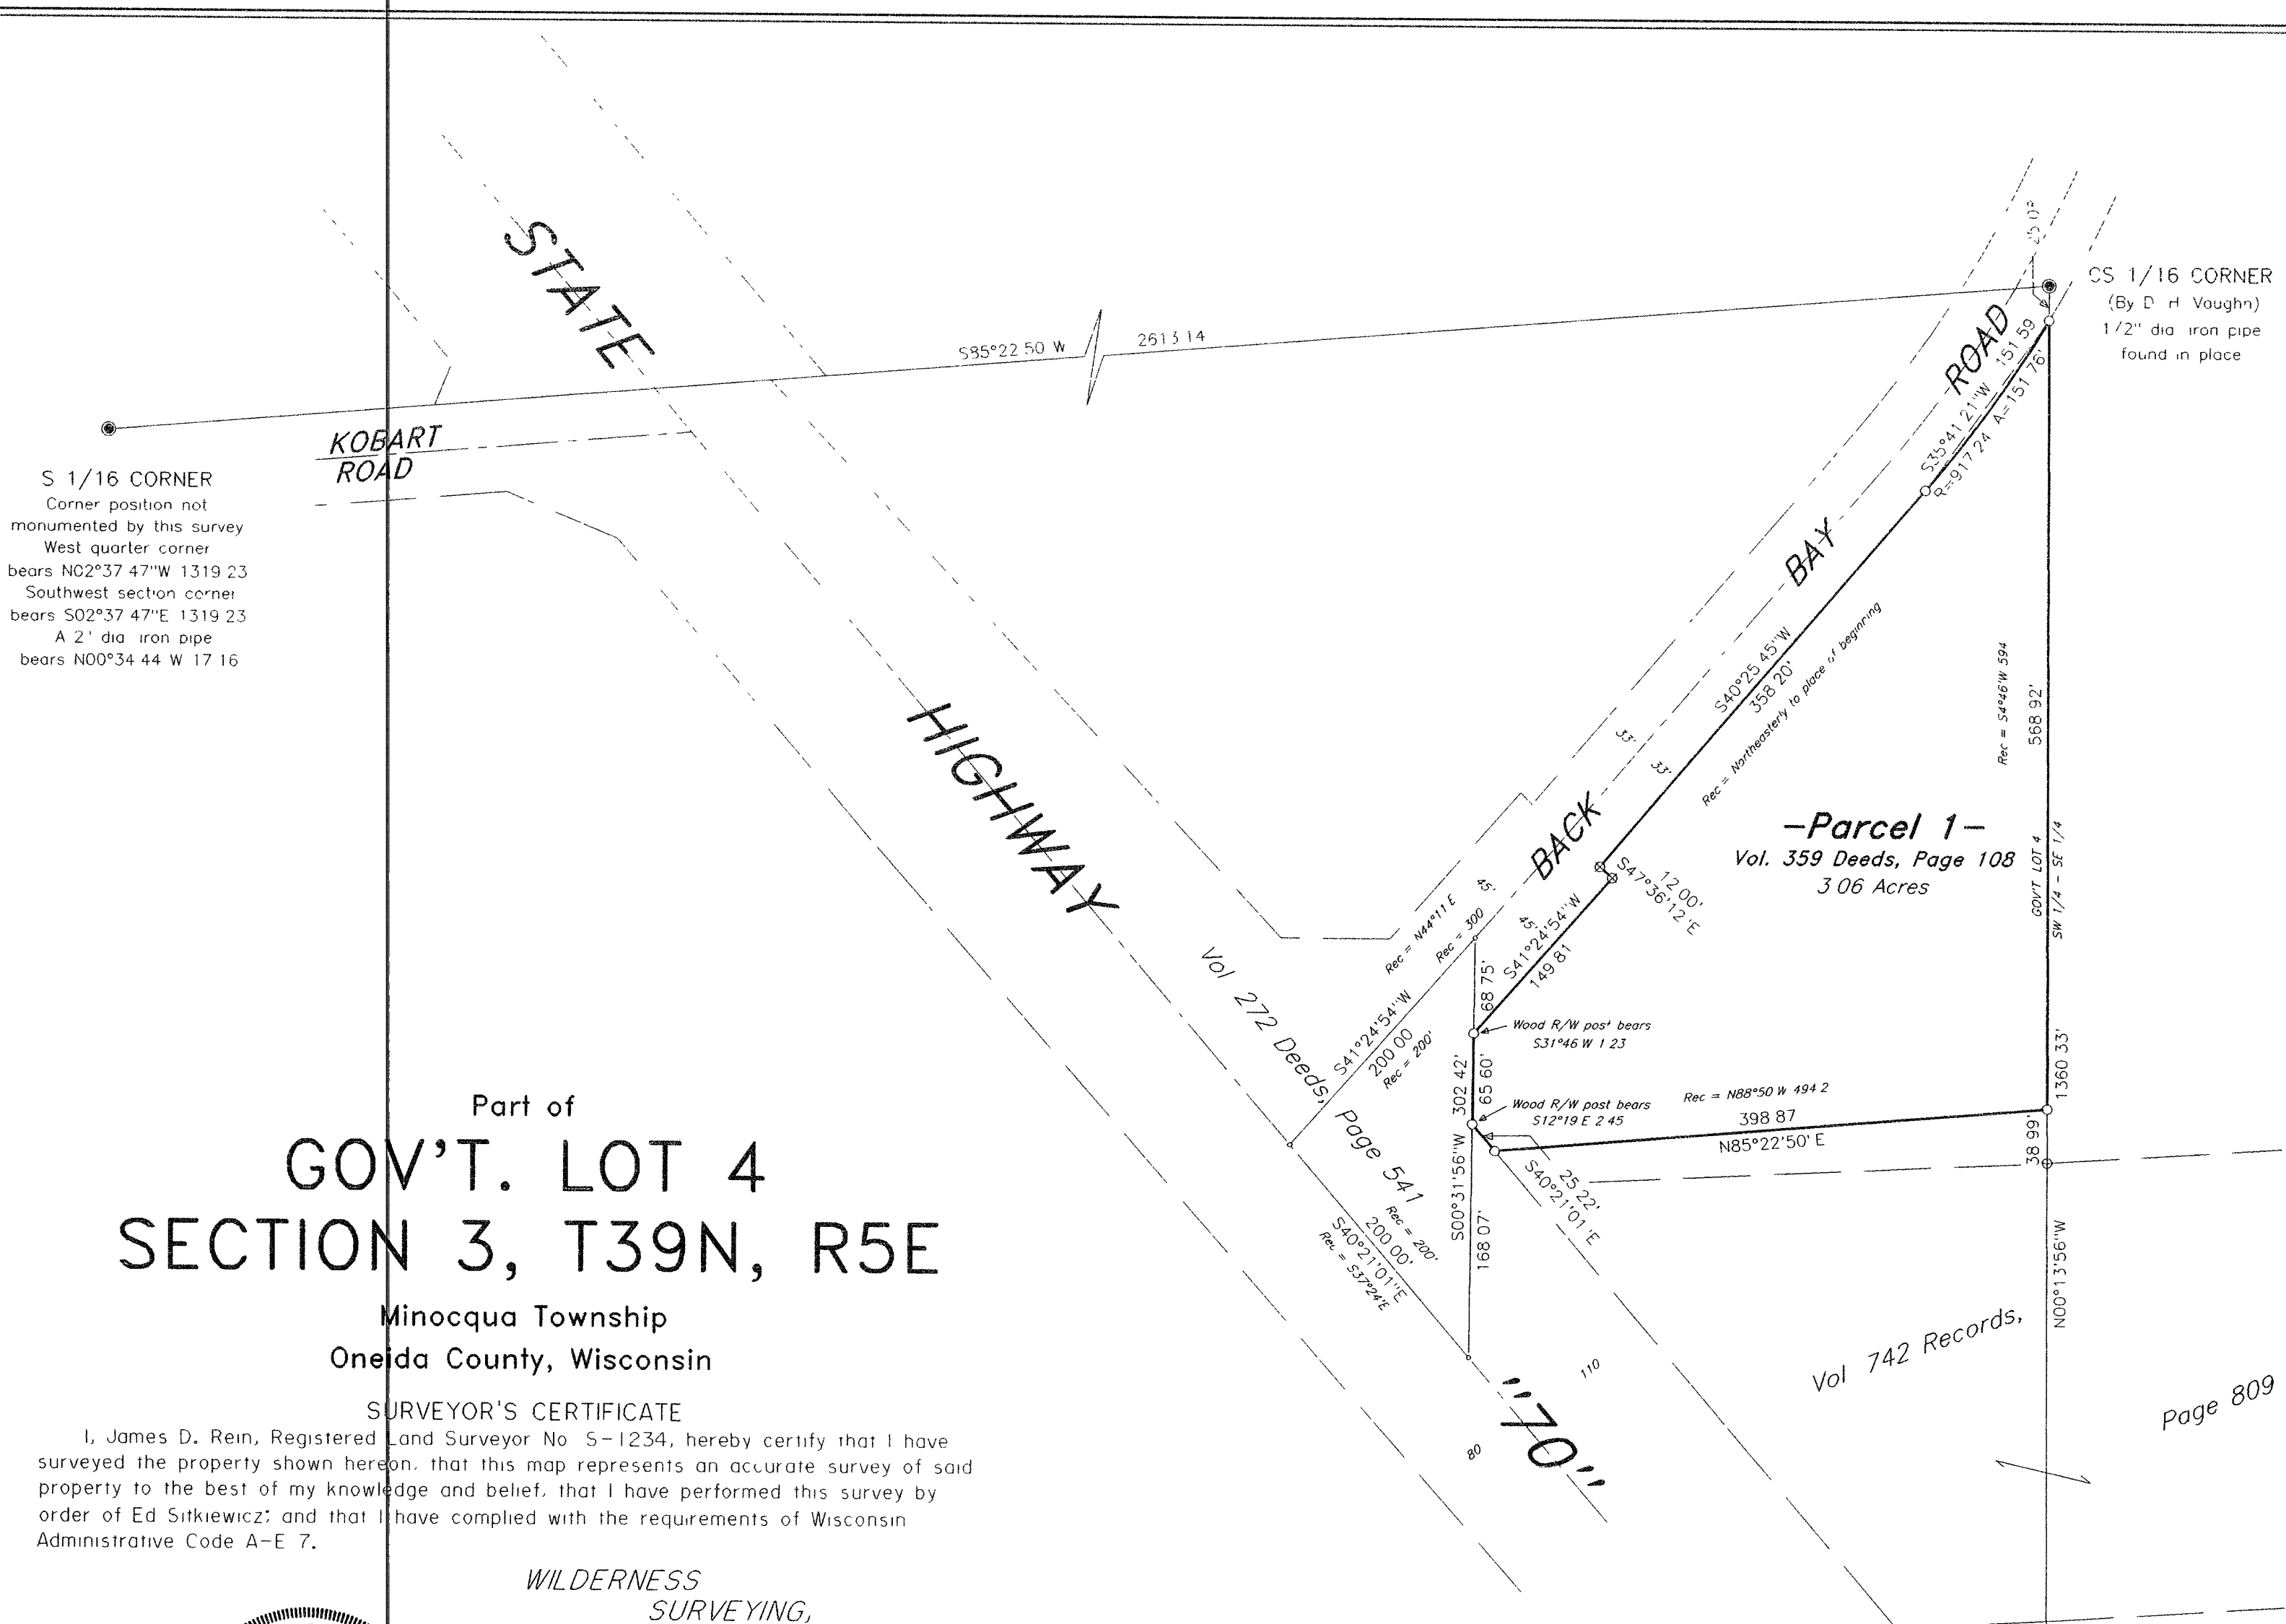 STATE
HIGHWAY
"70"
KOBART
ROAD
S85°22 50 W
2613 14
CS 1/16 CORNER
(By D H Vaughn)
1/2" dia iron pipe
found in place
S 1/16 CORNER
Corner position not
monumented by this survey
West quarter corner
bears N02°37 47"W 1319 23
Southwest section corner
bears S02°37 47"E 1319 23
A 2' dia iron pipe
bears N00°34 44 W 17 16
BACK
BAY
ROAD
S35°41 21"W 151 59
R=917 24 A=151 76'
S40°25 45"W
358 20'
Rec = Northeasterly to place of beginning
33'
33'
Rec = S4°46'W 594
568 92'
-Parcel 1-
Vol. 359 Deeds, Page 108
3 06 Acres
GOV'T LOT 4
SW 1/4 - SE 1/4
12 00'
S47°36'12 'E
45'
45'
Rec = N44°11 E
Rec = 300
S41°24'54"W
149 81
68 75'
S41°24'54"W
200 00
Rec = 200'
Vol 272 Deeds, Page 541
Wood R/W post bears
S31°46 W 1 23
302 42'
65 60'
Wood R/W post bears
S12°19 E 2 45
Rec = N88°50 W 494 2
398 87
N85°22'50' E
1360 33'
38 99'
25 22'
S40°21'01 'E
S00°31'56"W
168 07'
Rec = 200'
200 00'
S40°21'01"E
Rec = S37°24'E
N00°13'56"W
110
80
Vol 742 Records,
Page 809
Part of
GOV'T. LOT 4
SECTION 3, T39N, R5E
Minocqua Township
Oneida County, Wisconsin
SURVEYOR'S CERTIFICATE
I, James D. Rein, Registered Land Surveyor No S-1234, hereby certify that I have
surveyed the property shown hereon, that this map represents an accurate survey of said
property to the best of my knowledge and belief, that I have performed this survey by
order of Ed Sitkiewicz; and that I have complied with the requirements of Wisconsin
Administrative Code A-E 7.
WILDERNESS
SURVEYING,